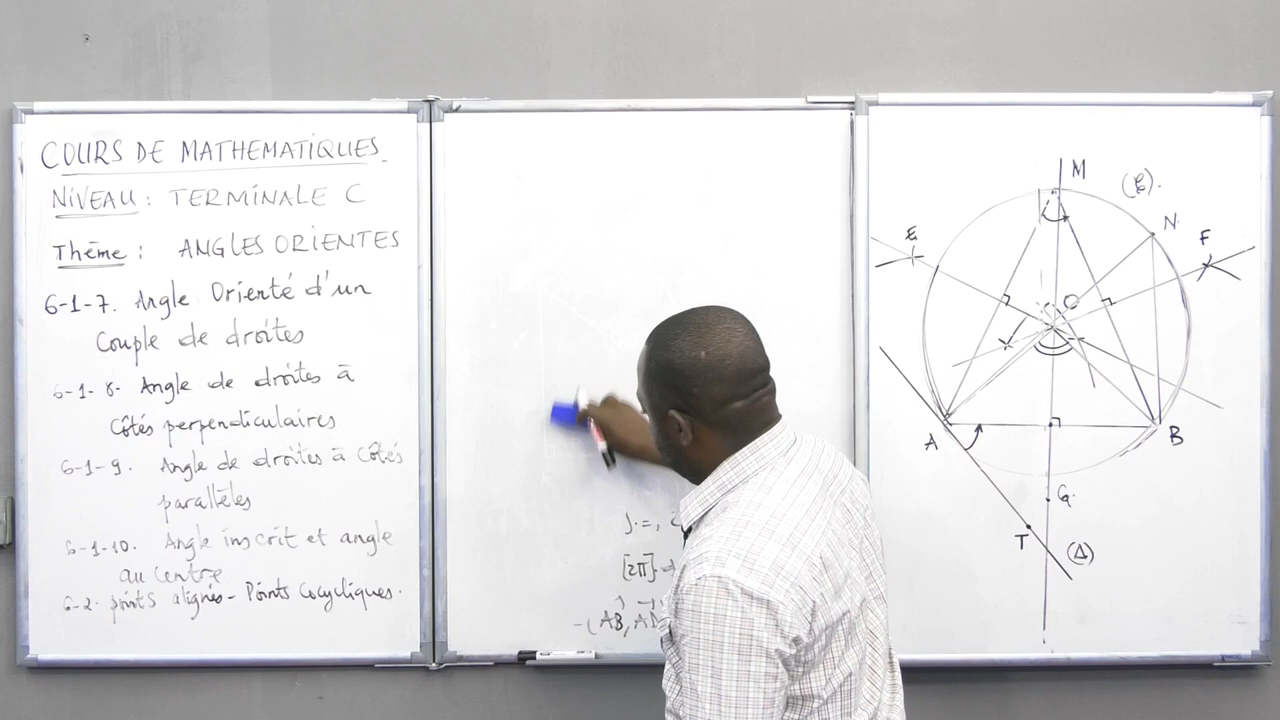 COURS DE MATHEMATIQUES
NIVEAU : TERMINALE C
Thème : ANGLES ORIENTES
6-1-7. Angle Orienté d'un
Couple de droites
6-1-8. Angle de droites à
Côtés perpendiculaires
6-1-9. Angle de droites à Côtés
parallèles
6-1-10. Angle inscrit et angle
au Centre
6-2. points alignés - Points Cocycliques.
[2π]
-(AB, AD
M
(C).
N
E
F
O
A
B
G
T
(Δ)